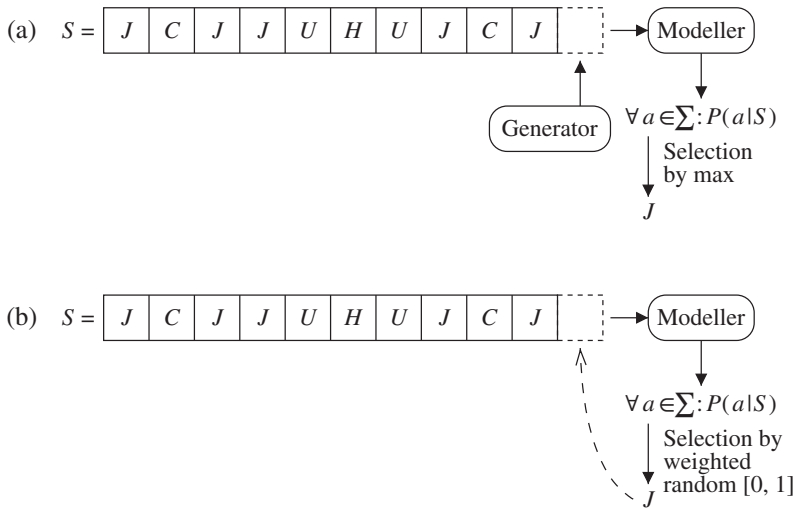 (a) S = J C J J U H U J C J Modeller
Generator
∀ a ∈ ∑ : P(a|S)
Selection
by max
J
(b) S = J C J J U H U J C J Modeller
∀ a ∈ ∑ : P(a|S)
Selection by
weighted
random [0, 1]
J